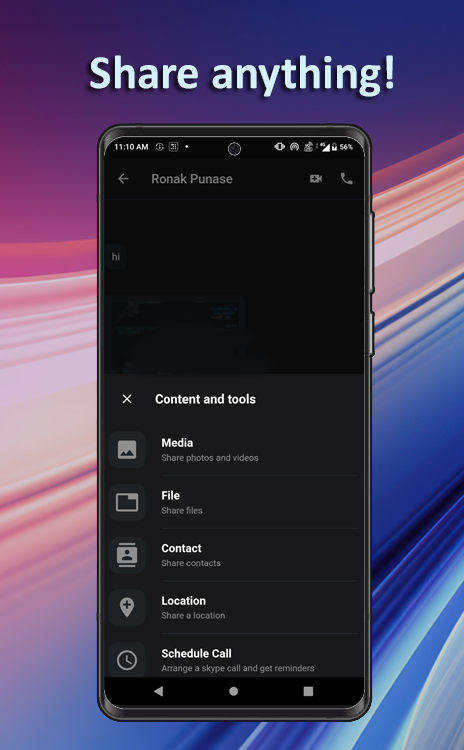 Share anything!
11:10 AM
56%
Ronak Punase
hi
Content and tools
Media
Share photos and videos
File
Share files
Contact
Share contacts
Location
Share a location
Schedule Call
Arrange a skype call and get reminders